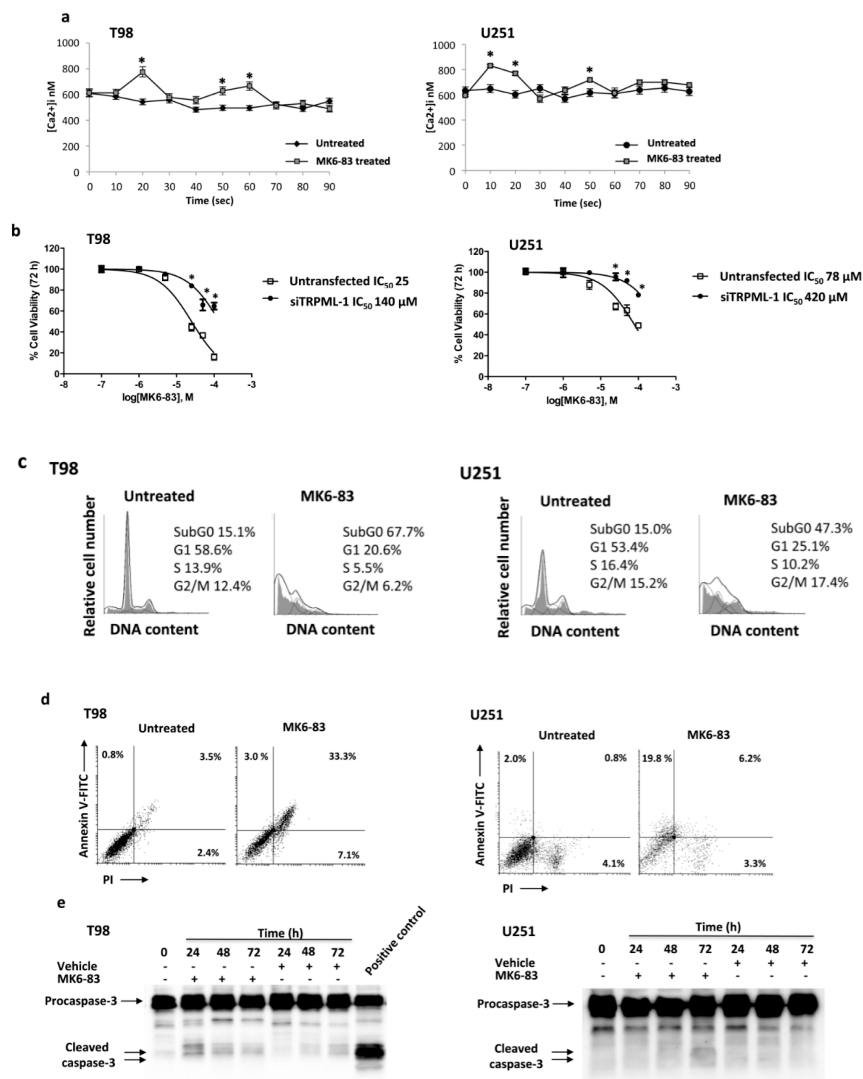 a
T98
1000
800
600
400
200
0
[Ca2+]i nM
*
* *
Untreated
MK6-83 treated
0 10 20 30 40 50 60 70 80 90
Time (sec)
U251
1000
800
600
400
200
0
[Ca2+]i nM
*
*
*
Untreated
MK6-83 treated
0 10 20 30 40 50 60 70 80 90
Time (sec)
b
T98
120
100
80
60
40
20
0
% Cell Viability (72 h)
*
* *
-8 -7 -6 -5 -4 -3
log[MK6-83], M
Untransfected IC50 25
siTRPML-1 IC50 140 µM
U251
120
100
80
60
40
20
0
% Cell Viability (72 h)
* *
*
-8 -7 -6 -5 -4 -3
log[MK6-83], M
Untransfected IC50 78 µM
siTRPML-1 IC50 420 µM
c
T98
Relative cell number
Untreated
SubG0 15.1%
G1 58.6%
S 13.9%
G2/M 12.4%
MK6-83
SubG0 67.7%
G1 20.6%
S 5.5%
G2/M 6.2%
DNA content
DNA content
U251
Relative cell number
Untreated
SubG0 15.0%
G1 53.4%
S 16.4%
G2/M 15.2%
MK6-83
SubG0 47.3%
G1 25.1%
S 10.2%
G2/M 17.4%
DNA content
DNA content
d
T98
Untreated MK6-83
Annexin V-FITC
0.8% 3.5% 3.0 % 33.3%
2.4% 7.1%
PI
U251
Untreated MK6-83
Annexin V-FITC
2.0% 0.8% 19.8 % 6.2%
4.1% 3.3%
PI
e
T98
Time (h)
0 24 48 72 24 48 72 Positive control
Vehicle - - - - + + + -
MK6-83 - + + + - - - -
Procaspase-3
Cleaved
caspase-3
U251
Time (h)
0 24 48 72 24 48 72
Vehicle - - - - + + +
MK6-83 - + + + - - -
Procaspase-3
Cleaved
caspase-3